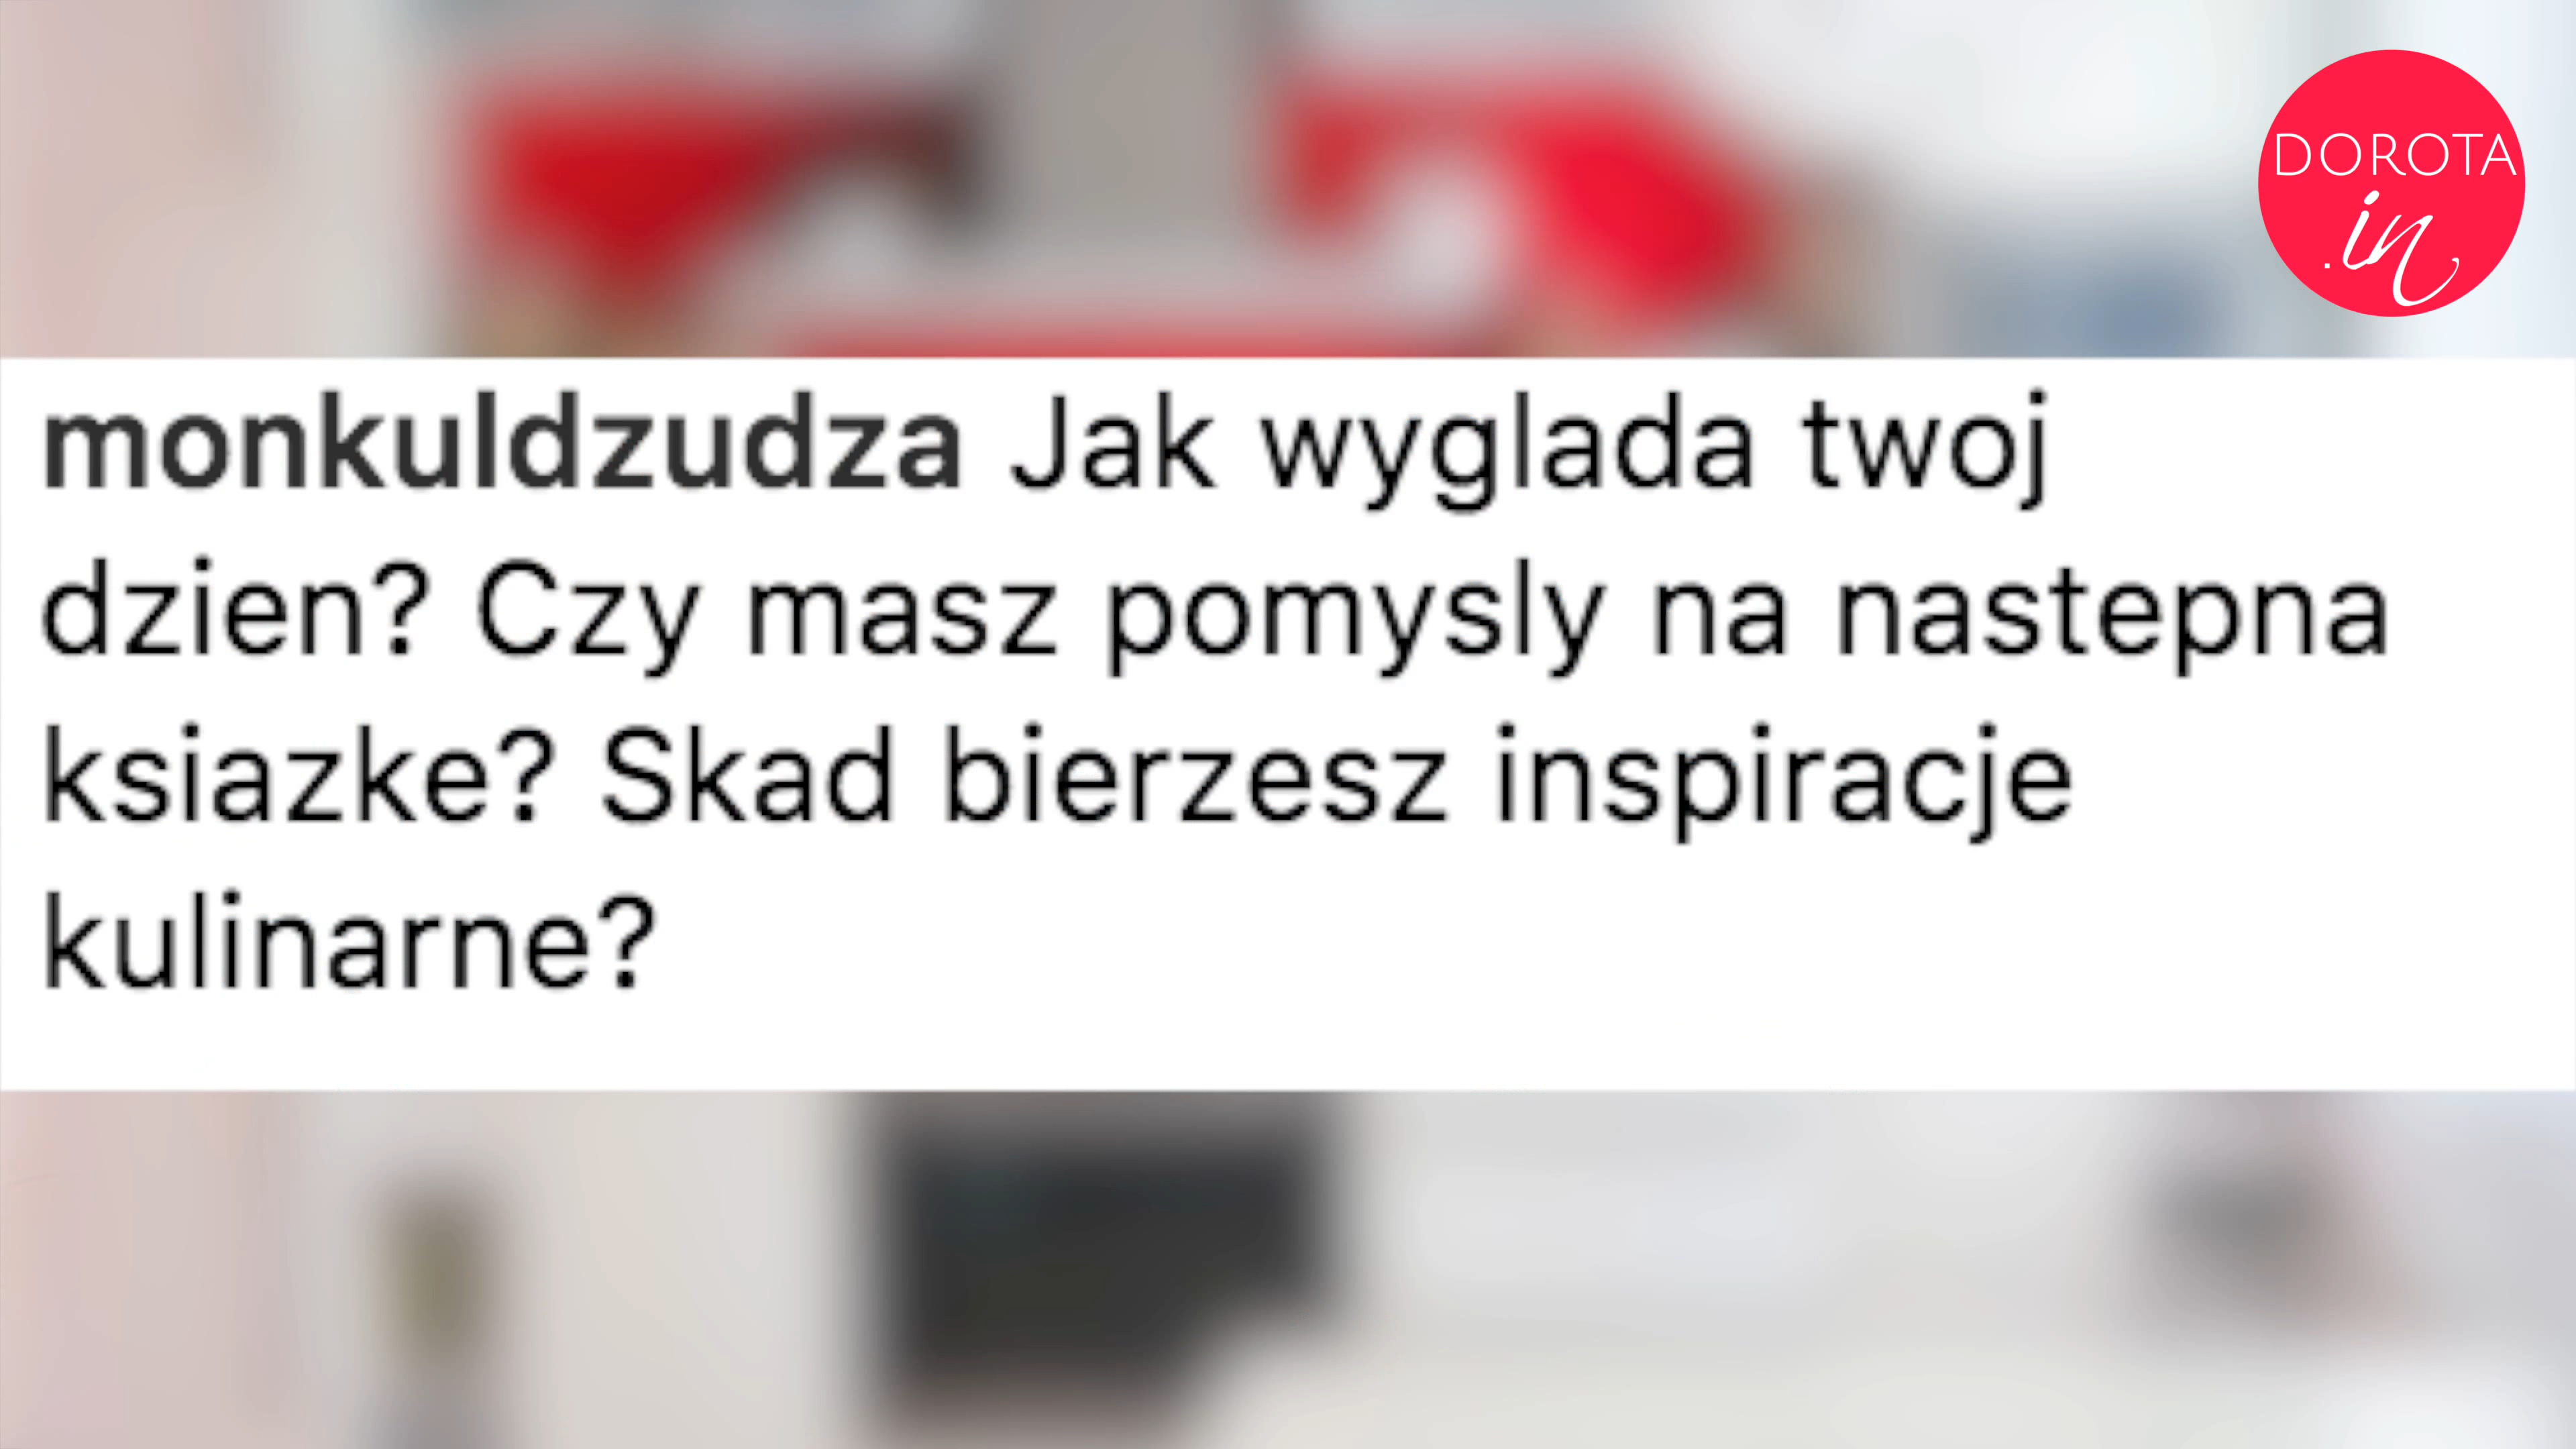 DOROTA
.in
monkuldzudza Jak wyglada twoj
dzien? Czy masz pomysly na nastepna
ksiazke? Skad bierzesz inspiracje
kulinarne?